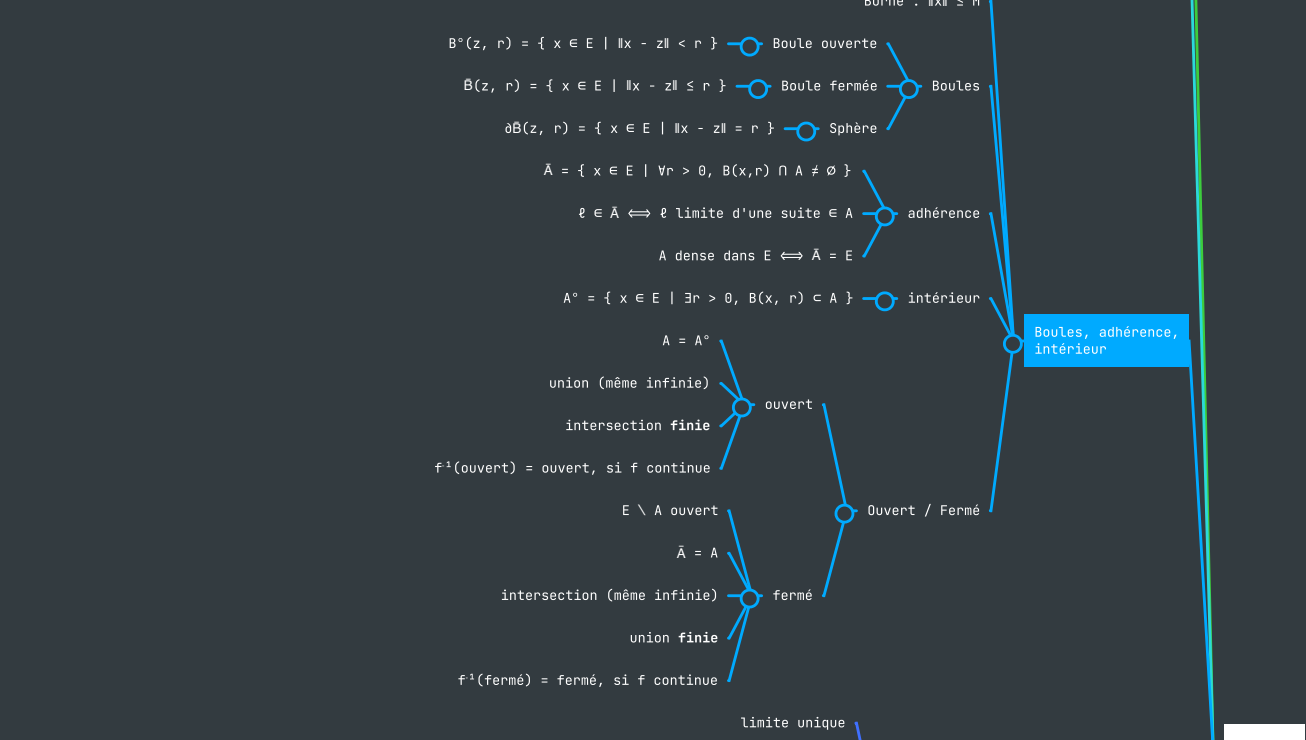 Borné : ‖x‖ ≤ M
B°(z, r) = { x ∈ E | ‖x - z‖ < r }
Boule ouverte
B̄(z, r) = { x ∈ E | ‖x - z‖ ≤ r }
Boule fermée
Boules
∂B̄(z, r) = { x ∈ E | ‖x - z‖ = r }
Sphère
Ā = { x ∈ E | ∀r > 0, B(x,r) ∩ A ≠ ∅ }
ℓ ∈ Ā ⟺ ℓ limite d'une suite ∈ A
adhérence
A dense dans E ⟺ Ā = E
A° = { x ∈ E | ∃r > 0, B(x, r) ⊂ A }
intérieur
Boules, adhérence,
intérieur
A = A°
union (même infinie)
ouvert
intersection finie
f⁻¹(ouvert) = ouvert, si f continue
E \ A ouvert
Ouvert / Fermé
Ā = A
intersection (même infinie)
fermé
union finie
f⁻¹(fermé) = fermé, si f continue
limite unique